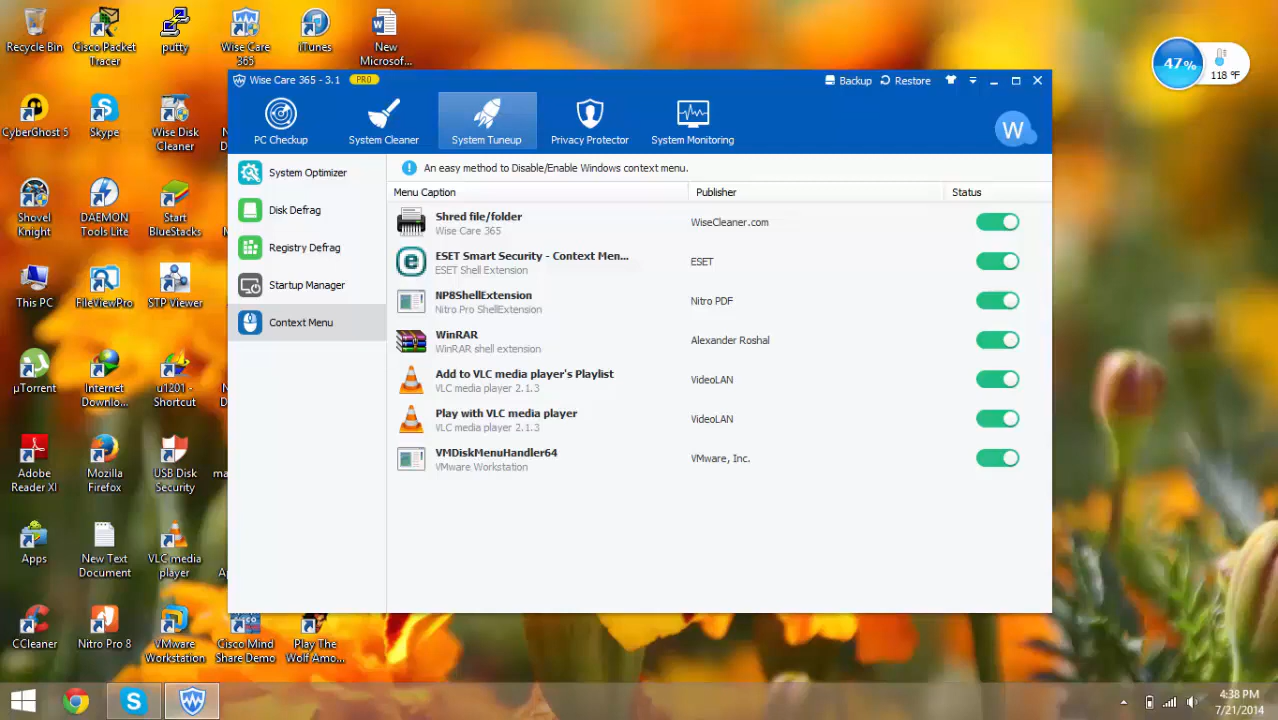 Recycle Bin
Cisco Packet Tracer
putty
Wise Care 365
iTunes
New Microsof...
CyberGhost 5
Skype
Wise Disk Cleaner
Shovel Knight
DAEMON Tools Lite
Start BlueStacks
This PC
FileViewPro
STP Viewer
µTorrent
Internet Downlo...
u1201 - Shortcut
Adobe Reader XI
Mozilla Firefox
USB Disk Security
Apps
New Text Document
VLC media player
CCleaner
Nitro Pro 8
VMware Workstation
Cisco Mind Share Demo
Play The Wolf Amo...
47%
118 °F
Wise Care 365 - 3.1 PRO
Backup Restore
PC Checkup System Cleaner System Tuneup Privacy Protector System Monitoring
W
System Optimizer
Disk Defrag
Registry Defrag
Startup Manager
Context Menu
An easy method to Disable/Enable Windows context menu.
Menu Caption Publisher Status
Shred file/folder
Wise Care 365
WiseCleaner.com
ESET Smart Security - Context Men...
ESET Shell Extension
ESET
NP8ShellExtension
Nitro Pro ShellExtension
Nitro PDF
WinRAR
WinRAR shell extension
Alexander Roshal
Add to VLC media player's Playlist
VLC media player 2.1.3
VideoLAN
Play with VLC media player
VLC media player 2.1.3
VideoLAN
VMDiskMenuHandler64
VMware Workstation
VMware, Inc.
4:38 PM
7/21/2014